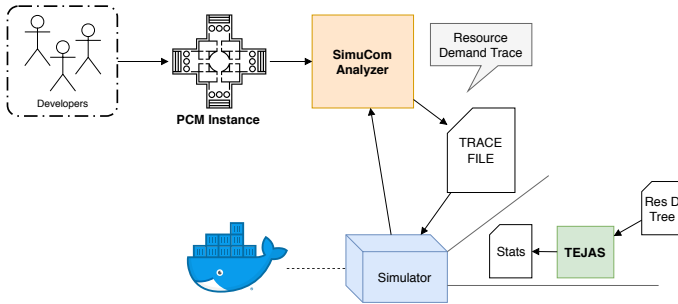 Developers
PCM Instance
SimuCom
Analyzer
Resource
Demand Trace
TRACE
FILE
Simulator
Stats
TEJAS
Res D
Tree